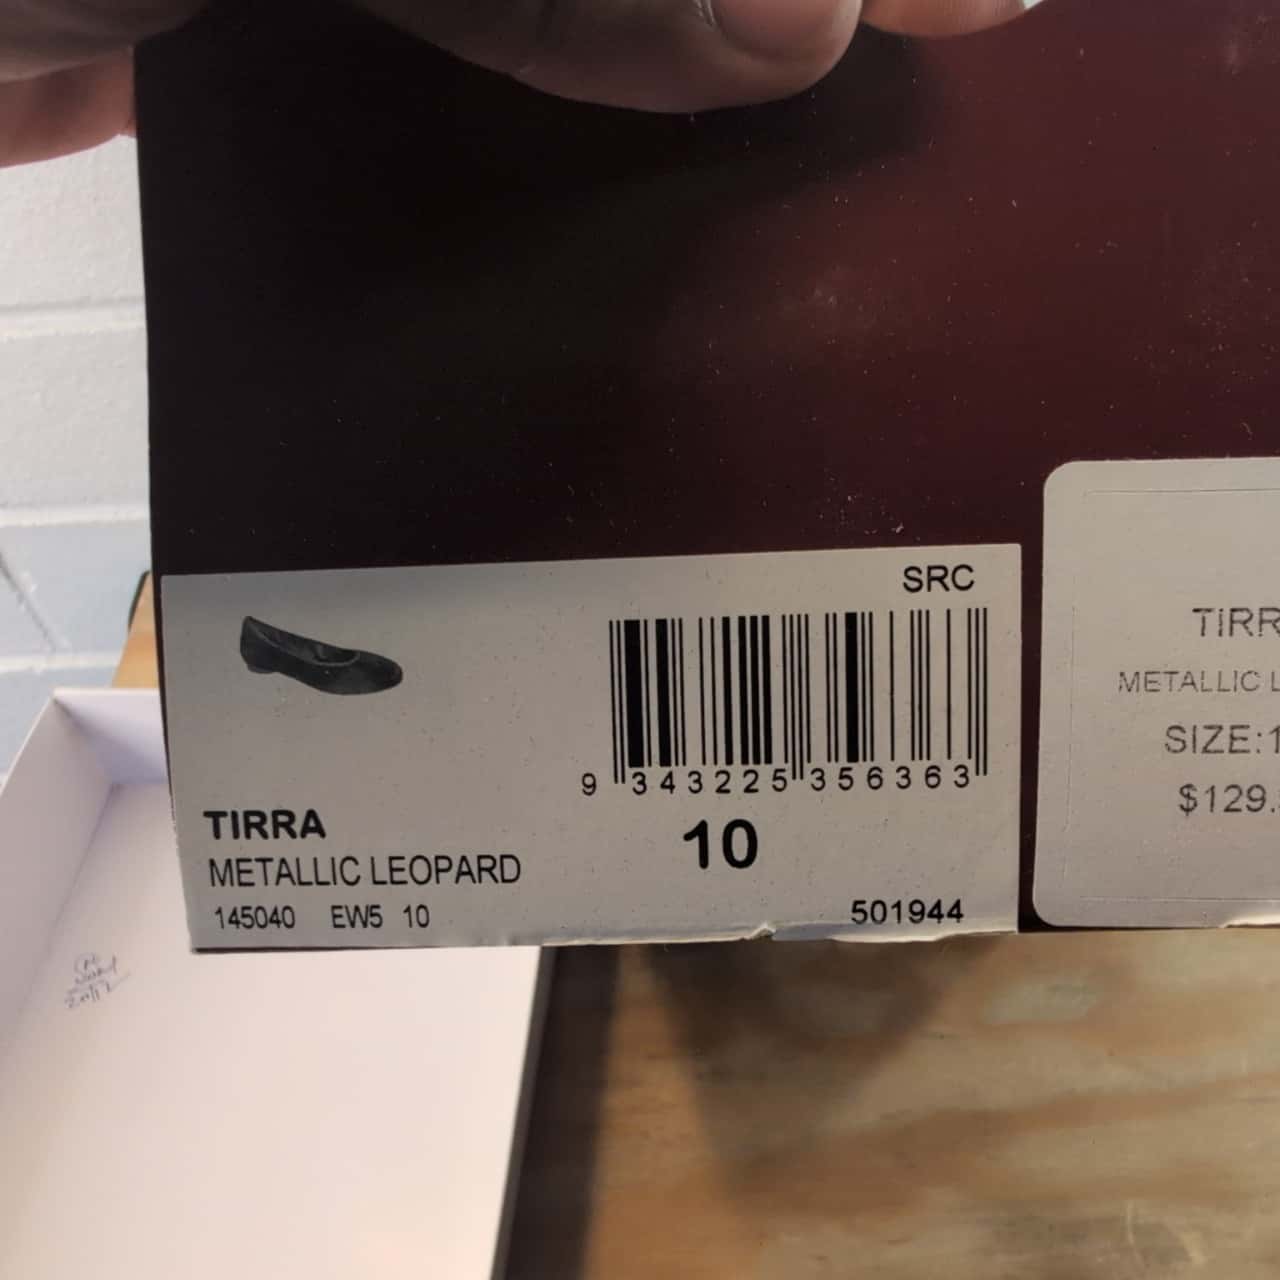 SRC
9 343225 356363
TIRRA
10
METALLIC LEOPARD
145040 EW5 10
501944
TIRR
METALLIC L
SIZE:1
$129.